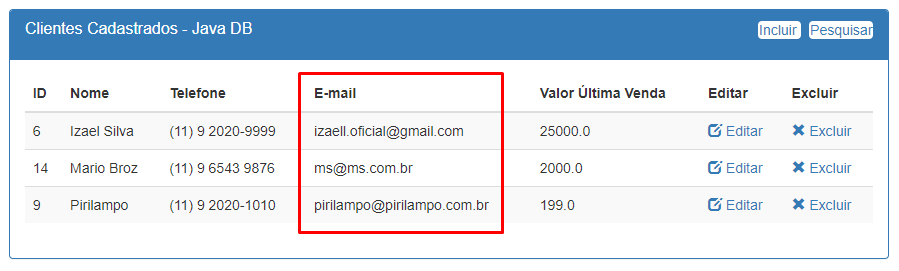 Clientes Cadastrados - Java DB Incluir Pesquisar
ID Nome Telefone E-mail Valor Última Venda Editar Excluir
6 Izael Silva (11) 9 2020-9999 izaell.oficial@gmail.com 25000.0 Editar Excluir
14 Mario Broz (11) 9 6543 9876 ms@ms.com.br 2000.0 Editar Excluir
9 Pirilampo (11) 9 2020-1010 pirilampo@pirilampo.com.br 199.0 Editar Excluir